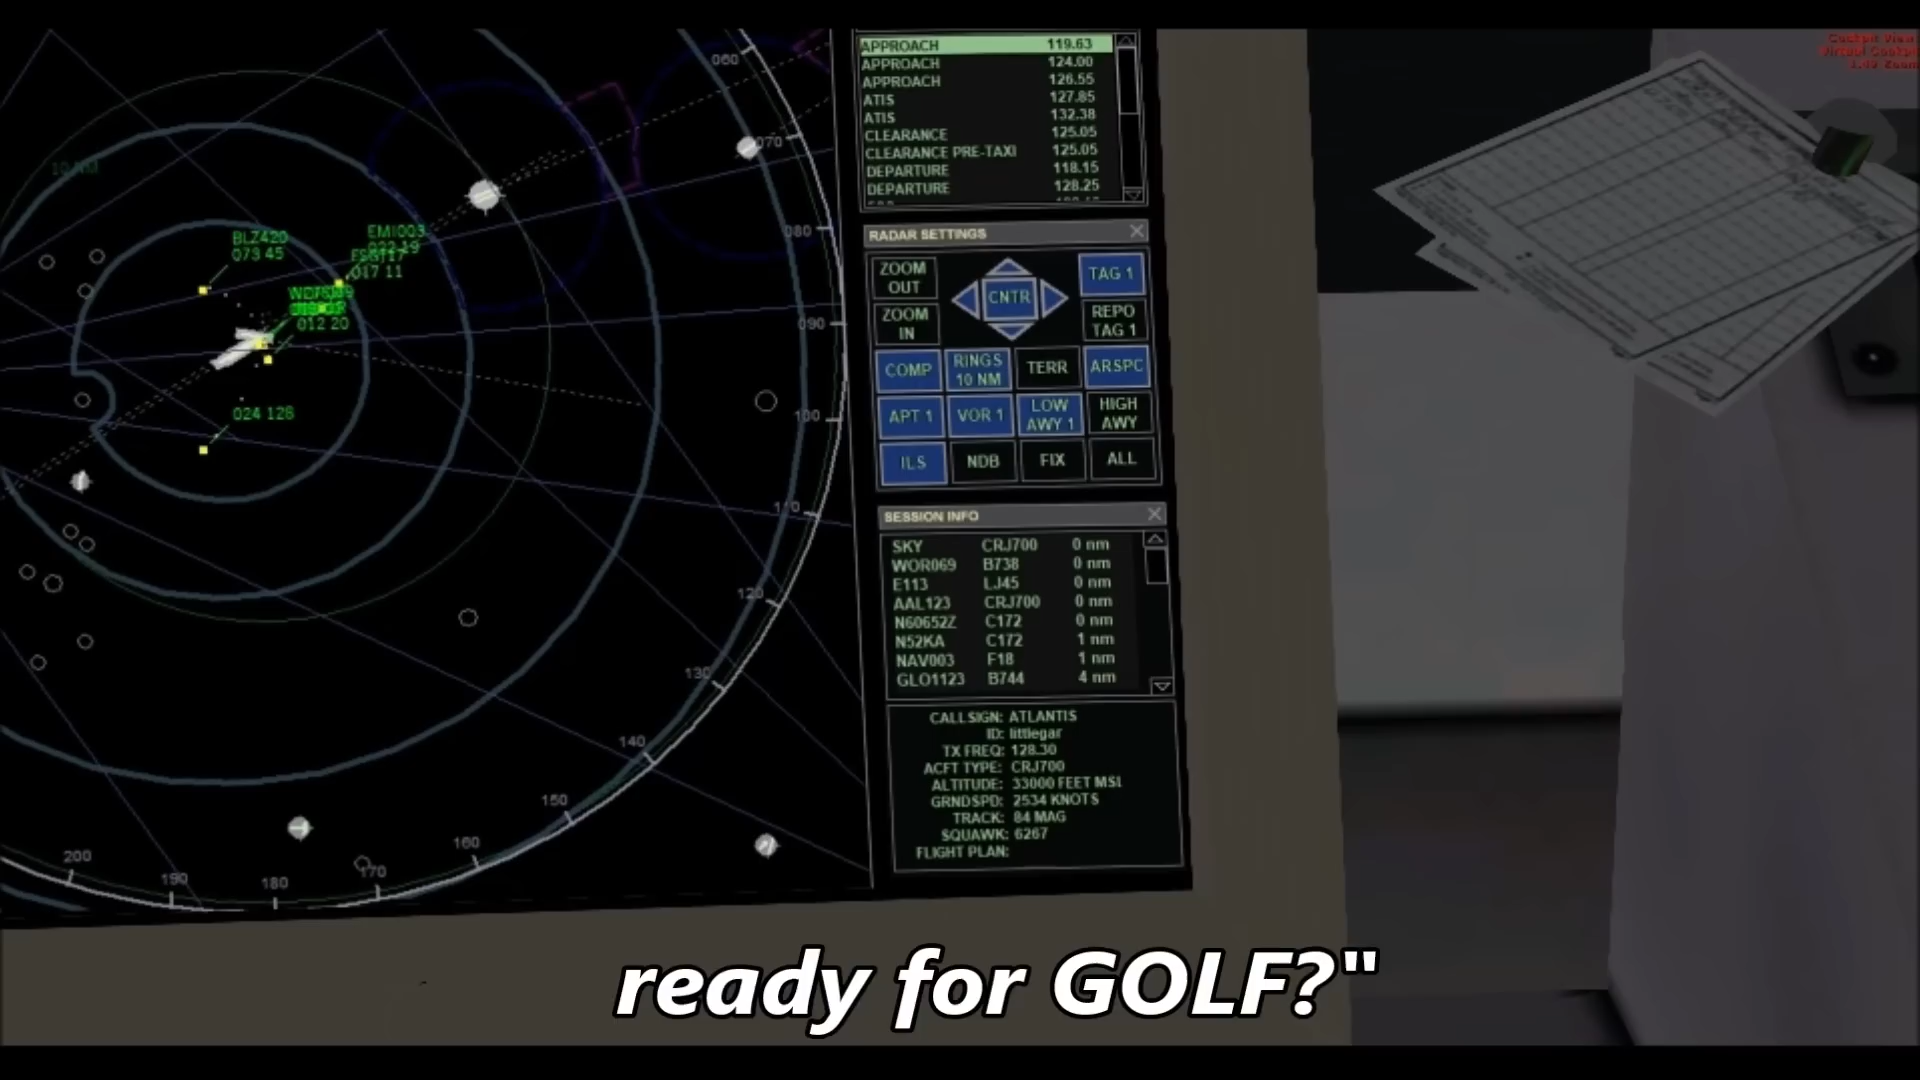 Cockpit View
Virtual Cockpit
APPROACH 119.63
APPROACH 124.00
APPROACH 126.55
ATIS 127.85
ATIS 132.38
CLEARANCE 125.05
CLEARANCE PRE-TAXI 125.05
DEPARTURE 118.15
DEPARTURE 128.25
RADAR SETTINGS
ZOOM OUT
ZOOM IN
CNTR
TAG 1
REPO TAG 1
COMP
RINGS 10 NM
TERR
ARSPC
APT 1
VOR 1
LOW AWY 1
HIGH AWY
ILS
NDB
FIX
ALL
SESSION INFO
SKY CRJ700 0 nm
WOR069 B738 0 nm
E113 LJ45 0 nm
AAL123 CRJ700 0 nm
N60652Z C172 0 nm
N52KA C172 1 nm
NAV003 F18 1 nm
GLO1123 B744 4 nm
CALLSIGN: ATLANTIS
ID: littlegar
TX FREQ: 128.30
ACFT TYPE: CRJ700
ALTITUDE: 33000 FEET MSL
GRNDSPD: 2534 KNOTS
TRACK: 84 MAG
SQUAWK: 6267
FLIGHT PLAN:
10 NM
BLZ420
073 45
EMI003
017 11
012 20
024 128
060
070
080
090
100
110
120
130
140
150
160
170
180
190
200
ready for GOLF?"